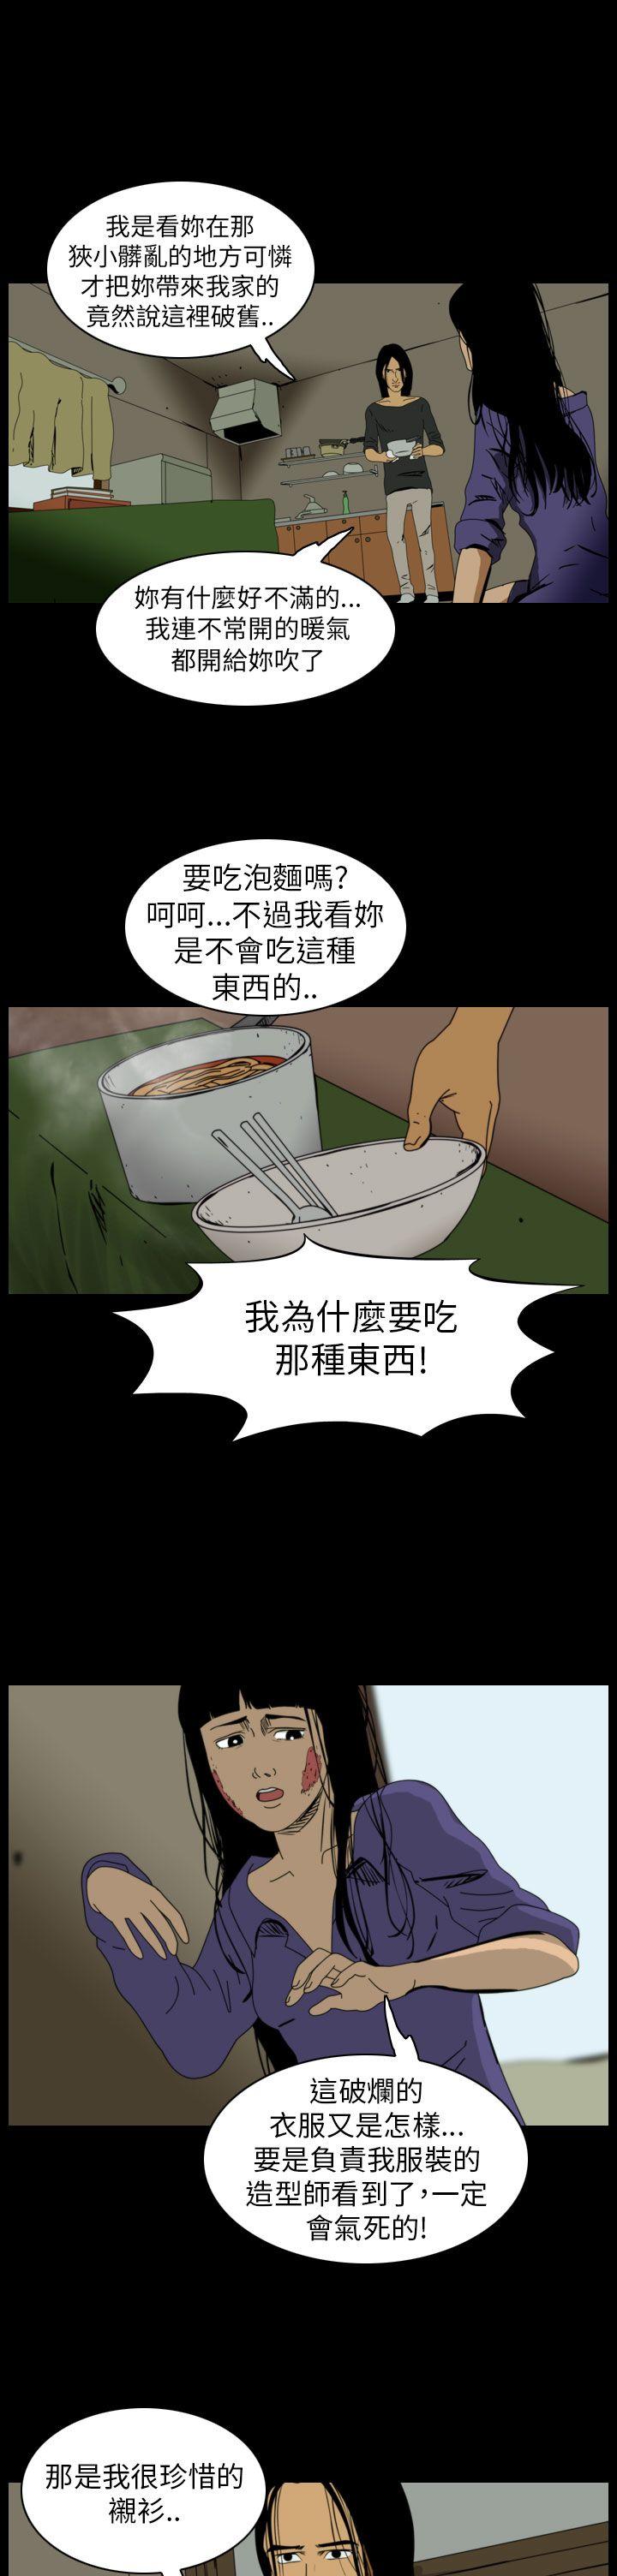 我是看妳在那
狹小髒亂的地方可憐
才把妳帶來我家的
竟然說這裡破舊..
妳有什麼好不滿的...
我連不常開的暖氣
都開給妳吹了
要吃泡麵嗎?
呵呵...不過我看妳
是不會吃這種
東西的..
我為什麼要吃
那種東西!
這破爛的
衣服又是怎樣...
要是負責我服裝的
造型師看到了,一定
會氣死的!
那是我很珍惜的
襯衫..